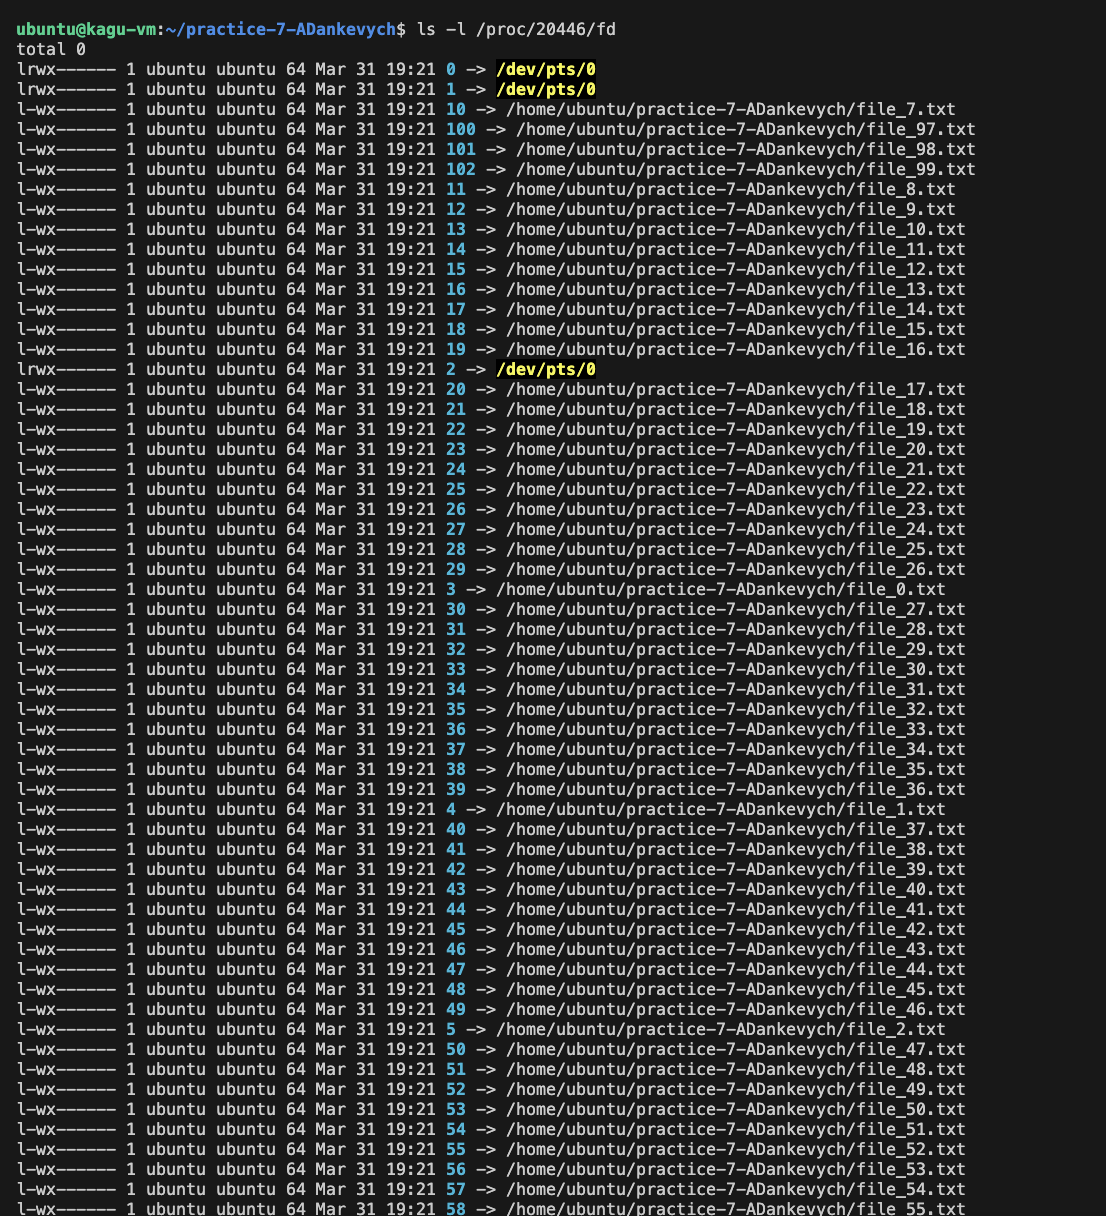 ubuntu@kagu-vm:~/practice-7-ADankevych$ ls -l /proc/20446/fd
total 0
lrwx------ 1 ubuntu ubuntu 64 Mar 31 19:21 0 -> /dev/pts/0
lrwx------ 1 ubuntu ubuntu 64 Mar 31 19:21 1 -> /dev/pts/0
l-wx------ 1 ubuntu ubuntu 64 Mar 31 19:21 10 -> /home/ubuntu/practice-7-ADankevych/file_7.txt
l-wx------ 1 ubuntu ubuntu 64 Mar 31 19:21 100 -> /home/ubuntu/practice-7-ADankevych/file_97.txt
l-wx------ 1 ubuntu ubuntu 64 Mar 31 19:21 101 -> /home/ubuntu/practice-7-ADankevych/file_98.txt
l-wx------ 1 ubuntu ubuntu 64 Mar 31 19:21 102 -> /home/ubuntu/practice-7-ADankevych/file_99.txt
l-wx------ 1 ubuntu ubuntu 64 Mar 31 19:21 11 -> /home/ubuntu/practice-7-ADankevych/file_8.txt
l-wx------ 1 ubuntu ubuntu 64 Mar 31 19:21 12 -> /home/ubuntu/practice-7-ADankevych/file_9.txt
l-wx------ 1 ubuntu ubuntu 64 Mar 31 19:21 13 -> /home/ubuntu/practice-7-ADankevych/file_10.txt
l-wx------ 1 ubuntu ubuntu 64 Mar 31 19:21 14 -> /home/ubuntu/practice-7-ADankevych/file_11.txt
l-wx------ 1 ubuntu ubuntu 64 Mar 31 19:21 15 -> /home/ubuntu/practice-7-ADankevych/file_12.txt
l-wx------ 1 ubuntu ubuntu 64 Mar 31 19:21 16 -> /home/ubuntu/practice-7-ADankevych/file_13.txt
l-wx------ 1 ubuntu ubuntu 64 Mar 31 19:21 17 -> /home/ubuntu/practice-7-ADankevych/file_14.txt
l-wx------ 1 ubuntu ubuntu 64 Mar 31 19:21 18 -> /home/ubuntu/practice-7-ADankevych/file_15.txt
l-wx------ 1 ubuntu ubuntu 64 Mar 31 19:21 19 -> /home/ubuntu/practice-7-ADankevych/file_16.txt
lrwx------ 1 ubuntu ubuntu 64 Mar 31 19:21 2 -> /dev/pts/0
l-wx------ 1 ubuntu ubuntu 64 Mar 31 19:21 20 -> /home/ubuntu/practice-7-ADankevych/file_17.txt
l-wx------ 1 ubuntu ubuntu 64 Mar 31 19:21 21 -> /home/ubuntu/practice-7-ADankevych/file_18.txt
l-wx------ 1 ubuntu ubuntu 64 Mar 31 19:21 22 -> /home/ubuntu/practice-7-ADankevych/file_19.txt
l-wx------ 1 ubuntu ubuntu 64 Mar 31 19:21 23 -> /home/ubuntu/practice-7-ADankevych/file_20.txt
l-wx------ 1 ubuntu ubuntu 64 Mar 31 19:21 24 -> /home/ubuntu/practice-7-ADankevych/file_21.txt
l-wx------ 1 ubuntu ubuntu 64 Mar 31 19:21 25 -> /home/ubuntu/practice-7-ADankevych/file_22.txt
l-wx------ 1 ubuntu ubuntu 64 Mar 31 19:21 26 -> /home/ubuntu/practice-7-ADankevych/file_23.txt
l-wx------ 1 ubuntu ubuntu 64 Mar 31 19:21 27 -> /home/ubuntu/practice-7-ADankevych/file_24.txt
l-wx------ 1 ubuntu ubuntu 64 Mar 31 19:21 28 -> /home/ubuntu/practice-7-ADankevych/file_25.txt
l-wx------ 1 ubuntu ubuntu 64 Mar 31 19:21 29 -> /home/ubuntu/practice-7-ADankevych/file_26.txt
l-wx------ 1 ubuntu ubuntu 64 Mar 31 19:21 3 -> /home/ubuntu/practice-7-ADankevych/file_0.txt
l-wx------ 1 ubuntu ubuntu 64 Mar 31 19:21 30 -> /home/ubuntu/practice-7-ADankevych/file_27.txt
l-wx------ 1 ubuntu ubuntu 64 Mar 31 19:21 31 -> /home/ubuntu/practice-7-ADankevych/file_28.txt
l-wx------ 1 ubuntu ubuntu 64 Mar 31 19:21 32 -> /home/ubuntu/practice-7-ADankevych/file_29.txt
l-wx------ 1 ubuntu ubuntu 64 Mar 31 19:21 33 -> /home/ubuntu/practice-7-ADankevych/file_30.txt
l-wx------ 1 ubuntu ubuntu 64 Mar 31 19:21 34 -> /home/ubuntu/practice-7-ADankevych/file_31.txt
l-wx------ 1 ubuntu ubuntu 64 Mar 31 19:21 35 -> /home/ubuntu/practice-7-ADankevych/file_32.txt
l-wx------ 1 ubuntu ubuntu 64 Mar 31 19:21 36 -> /home/ubuntu/practice-7-ADankevych/file_33.txt
l-wx------ 1 ubuntu ubuntu 64 Mar 31 19:21 37 -> /home/ubuntu/practice-7-ADankevych/file_34.txt
l-wx------ 1 ubuntu ubuntu 64 Mar 31 19:21 38 -> /home/ubuntu/practice-7-ADankevych/file_35.txt
l-wx------ 1 ubuntu ubuntu 64 Mar 31 19:21 39 -> /home/ubuntu/practice-7-ADankevych/file_36.txt
l-wx------ 1 ubuntu ubuntu 64 Mar 31 19:21 4 -> /home/ubuntu/practice-7-ADankevych/file_1.txt
l-wx------ 1 ubuntu ubuntu 64 Mar 31 19:21 40 -> /home/ubuntu/practice-7-ADankevych/file_37.txt
l-wx------ 1 ubuntu ubuntu 64 Mar 31 19:21 41 -> /home/ubuntu/practice-7-ADankevych/file_38.txt
l-wx------ 1 ubuntu ubuntu 64 Mar 31 19:21 42 -> /home/ubuntu/practice-7-ADankevych/file_39.txt
l-wx------ 1 ubuntu ubuntu 64 Mar 31 19:21 43 -> /home/ubuntu/practice-7-ADankevych/file_40.txt
l-wx------ 1 ubuntu ubuntu 64 Mar 31 19:21 44 -> /home/ubuntu/practice-7-ADankevych/file_41.txt
l-wx------ 1 ubuntu ubuntu 64 Mar 31 19:21 45 -> /home/ubuntu/practice-7-ADankevych/file_42.txt
l-wx------ 1 ubuntu ubuntu 64 Mar 31 19:21 46 -> /home/ubuntu/practice-7-ADankevych/file_43.txt
l-wx------ 1 ubuntu ubuntu 64 Mar 31 19:21 47 -> /home/ubuntu/practice-7-ADankevych/file_44.txt
l-wx------ 1 ubuntu ubuntu 64 Mar 31 19:21 48 -> /home/ubuntu/practice-7-ADankevych/file_45.txt
l-wx------ 1 ubuntu ubuntu 64 Mar 31 19:21 49 -> /home/ubuntu/practice-7-ADankevych/file_46.txt
l-wx------ 1 ubuntu ubuntu 64 Mar 31 19:21 5 -> /home/ubuntu/practice-7-ADankevych/file_2.txt
l-wx------ 1 ubuntu ubuntu 64 Mar 31 19:21 50 -> /home/ubuntu/practice-7-ADankevych/file_47.txt
l-wx------ 1 ubuntu ubuntu 64 Mar 31 19:21 51 -> /home/ubuntu/practice-7-ADankevych/file_48.txt
l-wx------ 1 ubuntu ubuntu 64 Mar 31 19:21 52 -> /home/ubuntu/practice-7-ADankevych/file_49.txt
l-wx------ 1 ubuntu ubuntu 64 Mar 31 19:21 53 -> /home/ubuntu/practice-7-ADankevych/file_50.txt
l-wx------ 1 ubuntu ubuntu 64 Mar 31 19:21 54 -> /home/ubuntu/practice-7-ADankevych/file_51.txt
l-wx------ 1 ubuntu ubuntu 64 Mar 31 19:21 55 -> /home/ubuntu/practice-7-ADankevych/file_52.txt
l-wx------ 1 ubuntu ubuntu 64 Mar 31 19:21 56 -> /home/ubuntu/practice-7-ADankevych/file_53.txt
l-wx------ 1 ubuntu ubuntu 64 Mar 31 19:21 57 -> /home/ubuntu/practice-7-ADankevych/file_54.txt
l-wx------ 1 ubuntu ubuntu 64 Mar 31 19:21 58 -> /home/ubuntu/practice-7-ADankevych/file_55.txt